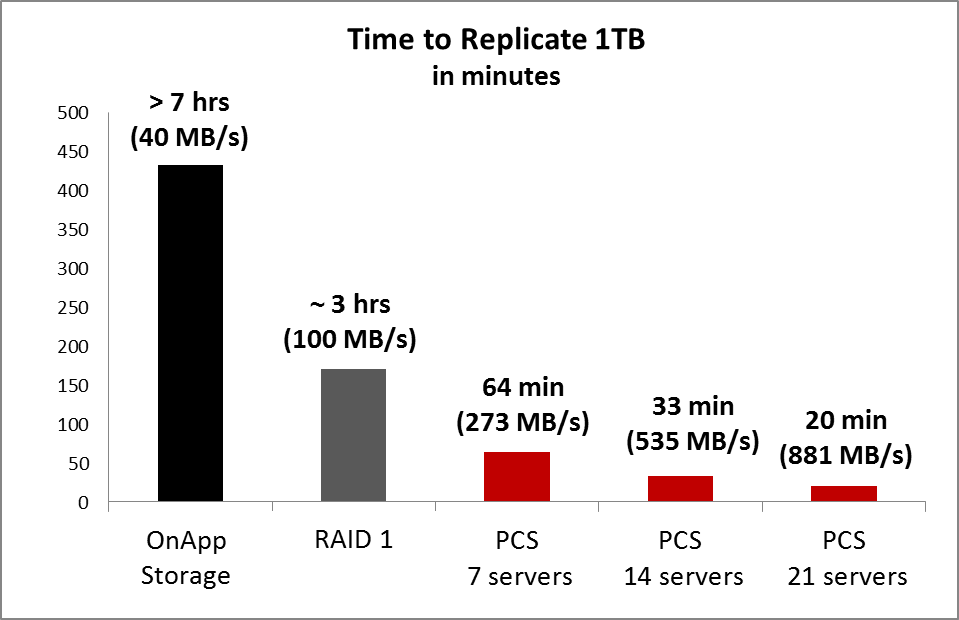 Time to Replicate 1TB
in minutes
500
450
400
350
300
250
200
150
100
50
0
> 7 hrs
(40 MB/s)
~ 3 hrs
(100 MB/s)
64 min
(273 MB/s)
33 min
(535 MB/s)
20 min
(881 MB/s)
OnApp
Storage
RAID 1
PCS
7 servers
PCS
14 servers
PCS
21 servers